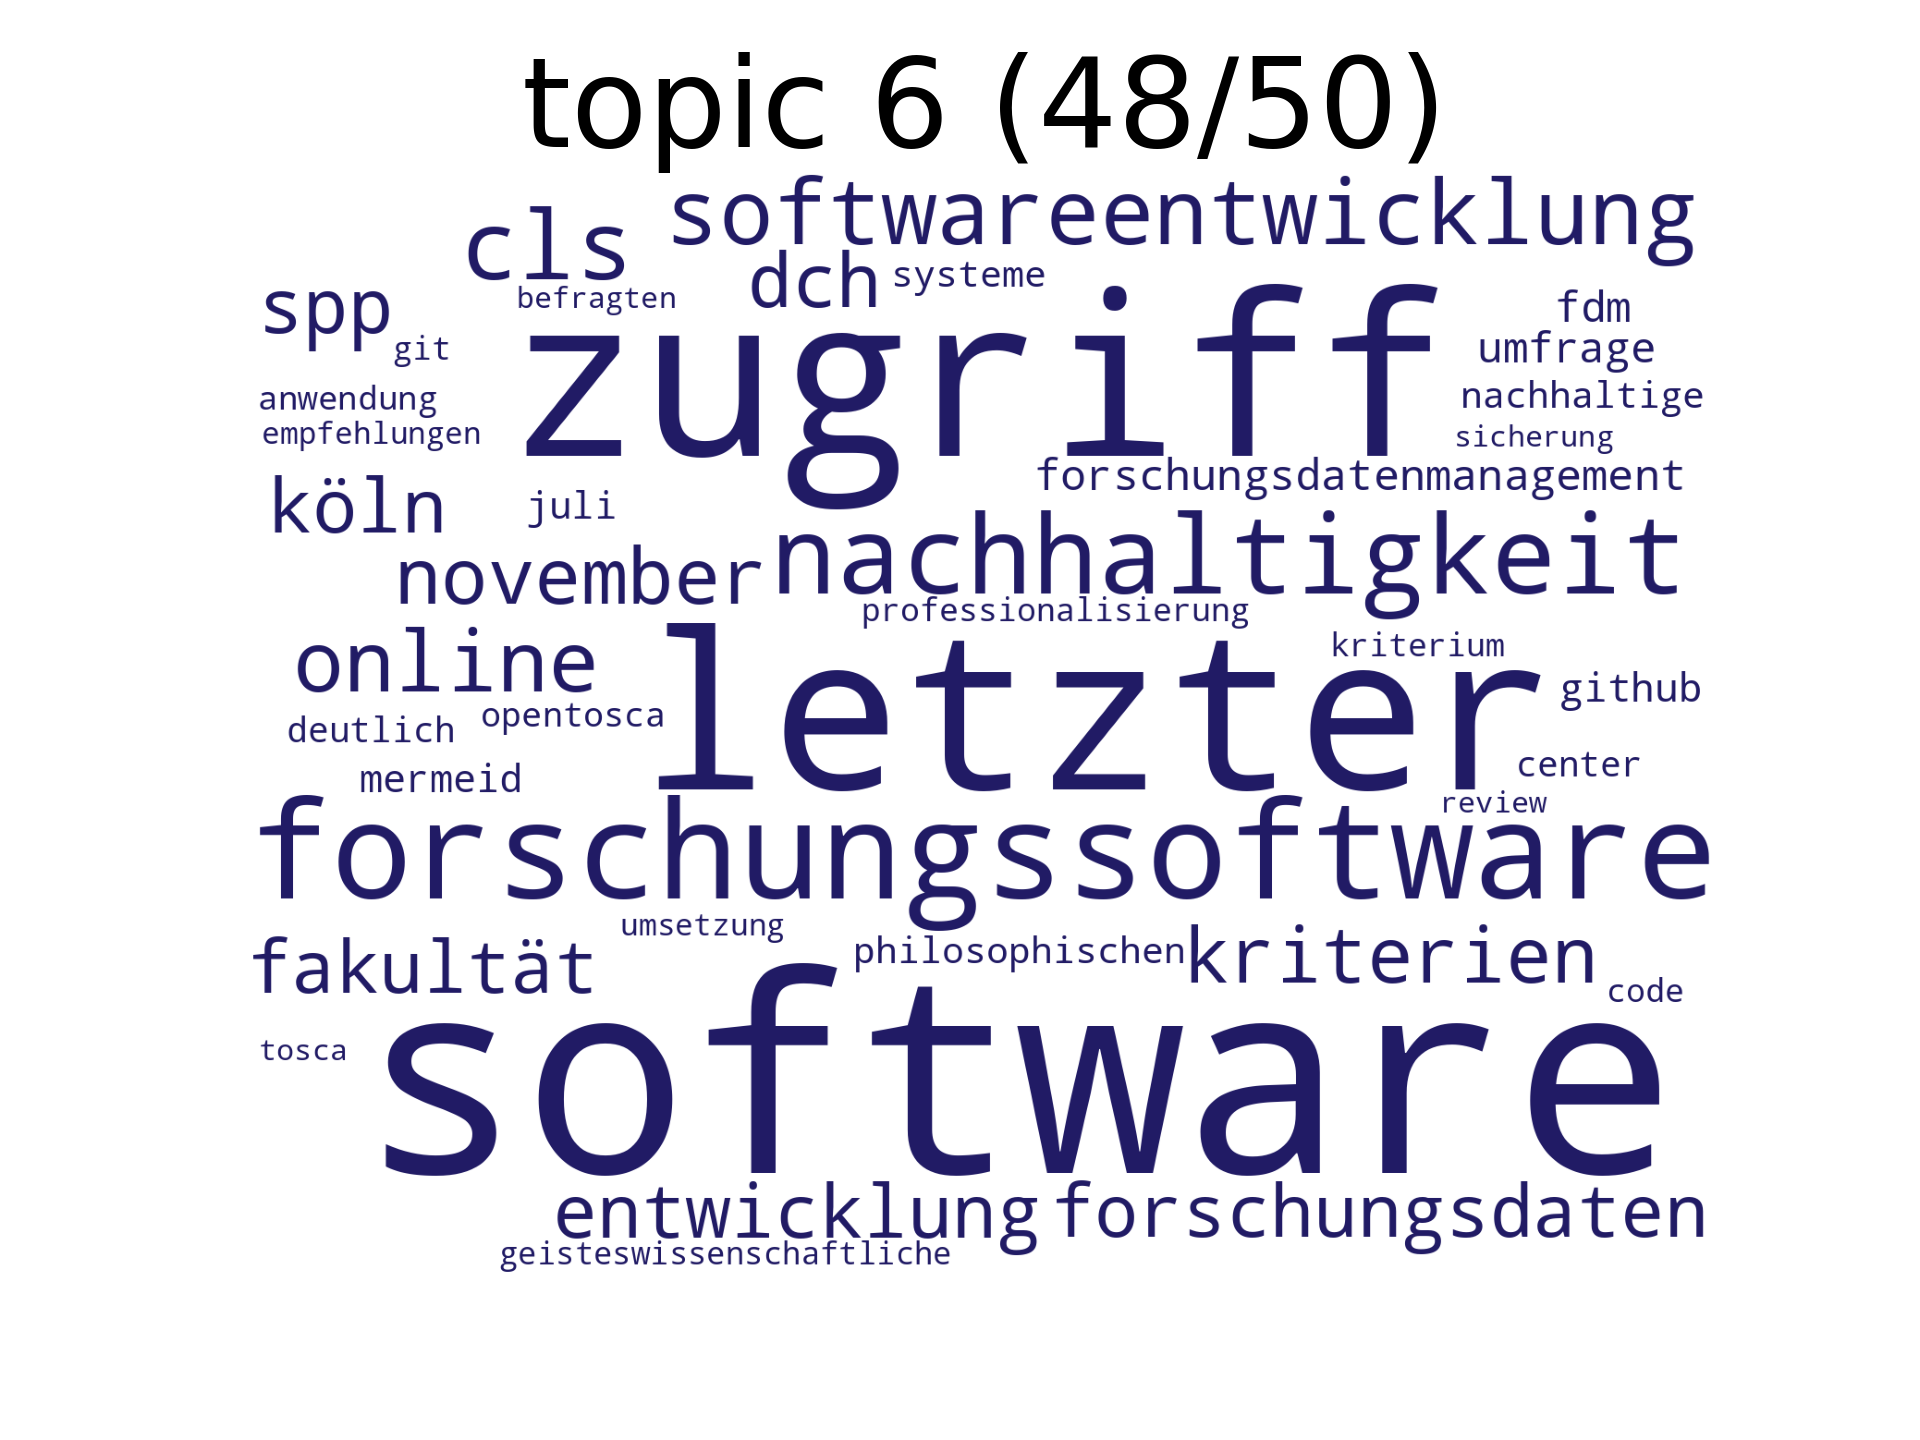 topic 6 (48/50)
softwareentwicklung
cls
dch
systeme
spp
befragten
zugriff
fdm
git
umfrage
anwendung
nachhaltige
empfehlungen
sicherung
forschungsdatenmanagement
köln
juli
november
nachhaltigkeit
professionalisierung
online
letzter
kriterium
github
deutlich
opentosca
mermeid
center
review
forschungssoftware
umsetzung
fakultät
philosophischen
kriterien
code
tosca
software
entwicklung
forschungsdaten
geisteswissenschaftliche